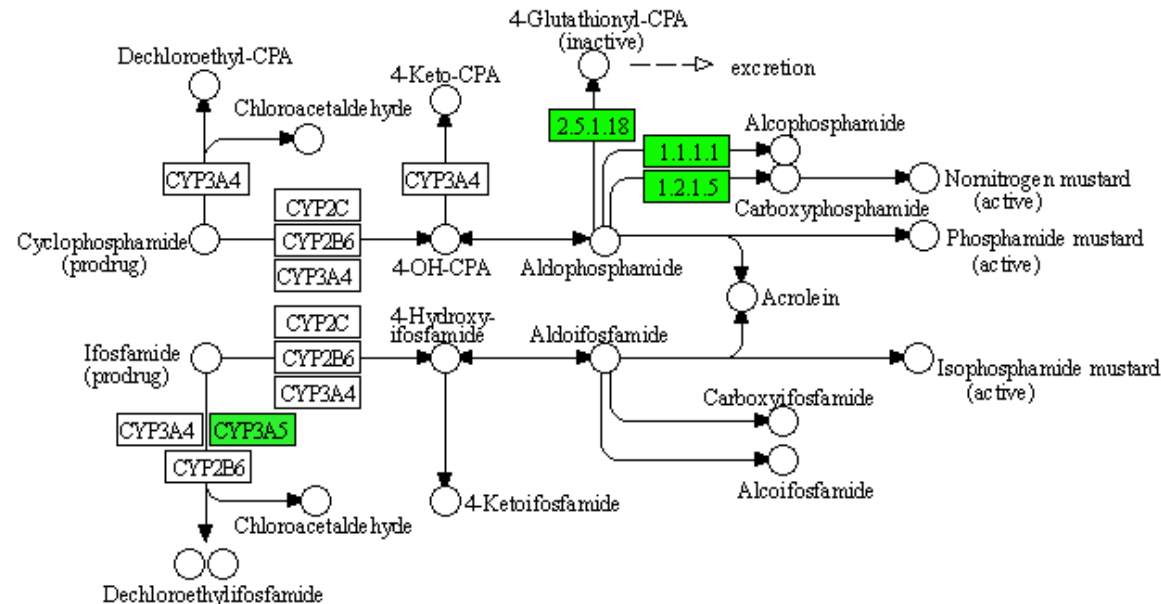 4-Glutathionyl-CPA
(inactive)
excretion
Dechloroethyl-CPA
4-Keto-CPA
Chloroacetaldehyde
2.5.1.18
Alcophosphamide
1.1.1.1
CYP3A4
CYP3A4
1.2.1.5
Nornitrogen mustard
(active)
CYP2C
Carboxyphosphamide
Cyclophosphamide
(prodrug)
CYP2B6
4-OH-CPA
Aldophosphamide
Phosphamide mustard
(active)
CYP3A4
Acrolein
CYP2C
4-Hydroxy-
ifosfamide
Aldoifosfamide
Ifosfamide
(prodrug)
CYP2B6
Isophosphamide mustard
(active)
CYP3A4
Carboxyifosfamide
CYP3A4
CYP3A5
CYP2B6
Alcoifosfamide
4-Ketoifosfamide
Chloroacetaldehyde
Dechloroethylifosfamide